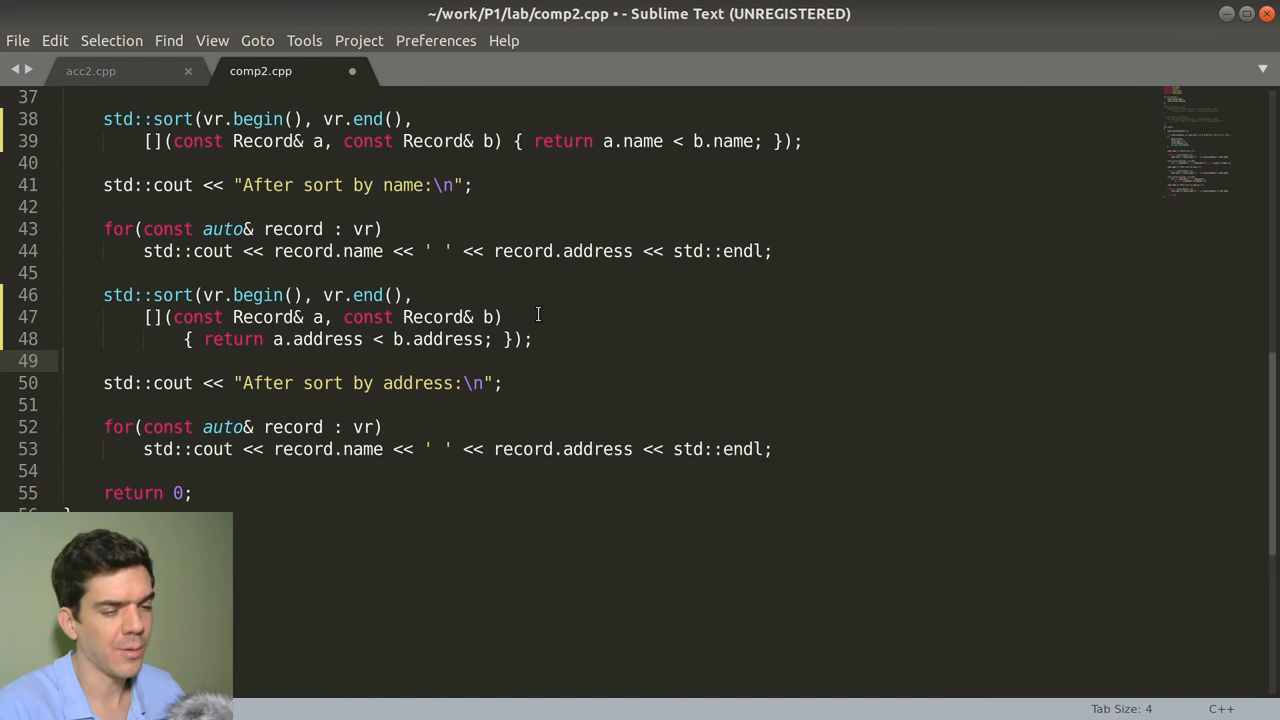 ~/work/P1/lab/comp2.cpp • - Sublime Text (UNREGISTERED)
File Edit Selection Find View Goto Tools Project Preferences Help
acc2.cpp comp2.cpp
37
38 std::sort(vr.begin(), vr.end(),
39 [](const Record& a, const Record& b) { return a.name < b.name; });
40
41 std::cout << "After sort by name:\n";
42
43 for(const auto& record : vr)
44 std::cout << record.name << ' ' << record.address << std::endl;
45
46 std::sort(vr.begin(), vr.end(),
47 [](const Record& a, const Record& b)
48 { return a.address < b.address; });
49
50 std::cout << "After sort by address:\n";
51
52 for(const auto& record : vr)
53 std::cout << record.name << ' ' << record.address << std::endl;
54
55 return 0;
56 }
Tab Size: 4 C++